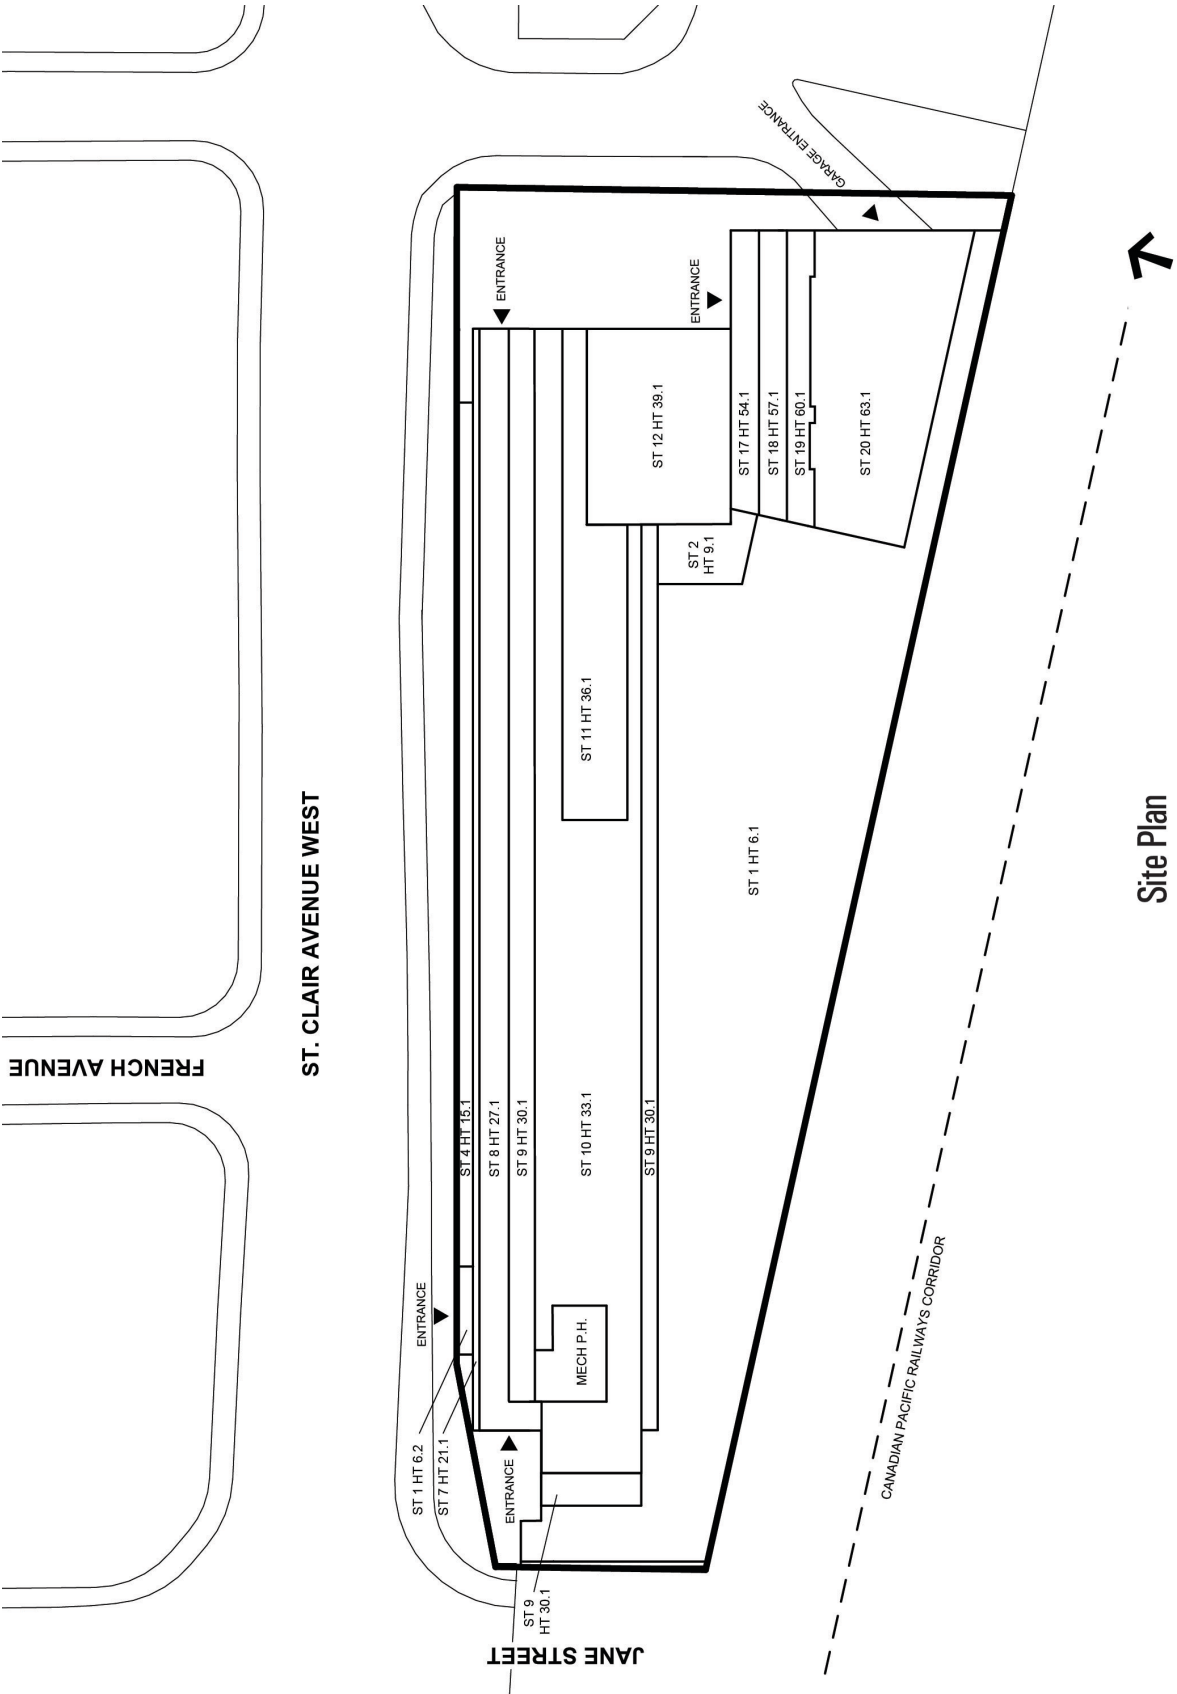 FRENCH AVENUE
ST. CLAIR AVENUE WEST
JANE STREET
GARAGE ENTRANCE
ENTRANCE
ENTRANCE
ENTRANCE
ENTRANCE
ST 1 HT 6.2
ST 7 HT 21.1
ST 4 HT 15.1
ST 8 HT 27.1
ST 9 HT 30.1
ST 10 HT 33.1
ST 9 HT 30.1
ST 9
HT 30.1
MECH P.H.
ST 11 HT 36.1
ST 12 HT 39.1
ST 2
HT 9.1
ST 17 HT 54.1
ST 18 HT 57.1
ST 19 HT 60.1
ST 20 HT 63.1
ST 1 HT 6.1
CANADIAN PACIFIC RAILWAYS CORRIDOR
Site Plan